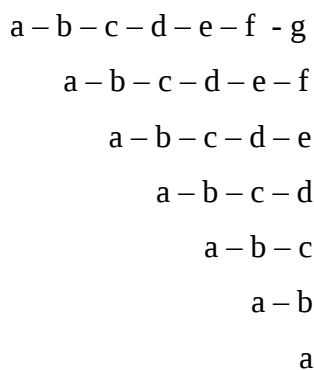 a – b – c – d – e – f - g
a – b – c – d – e – f
a – b – c – d – e
a – b – c – d
a – b – c
a – b
a